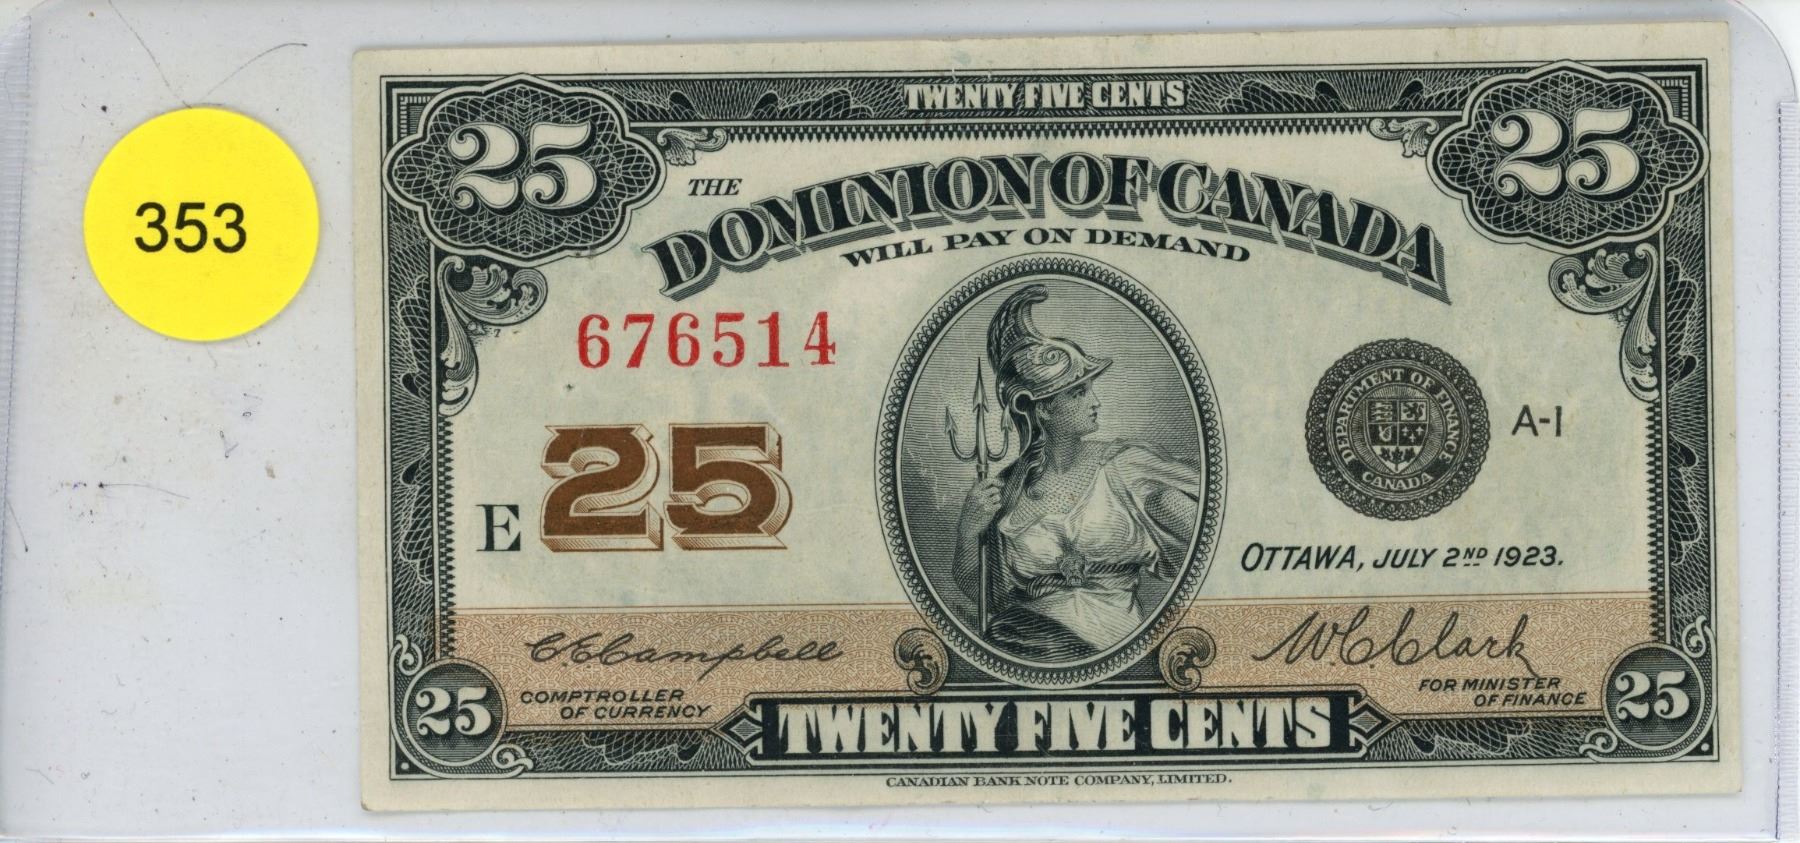 353
TWENTY FIVE CENTS
25
25
THE
DOMINION OF CANADA
WILL PAY ON DEMAND
676514
DEPARTMENT OF FINANCE
CANADA
A-1
E
25
OTTAWA, JULY 2ND 1923.
C.E. Campbell
W.C. Clark
COMPTROLLER
OF CURRENCY
FOR MINISTER
OF FINANCE
25
TWENTY FIVE CENTS
25
CANADIAN BANK NOTE COMPANY, LIMITED.